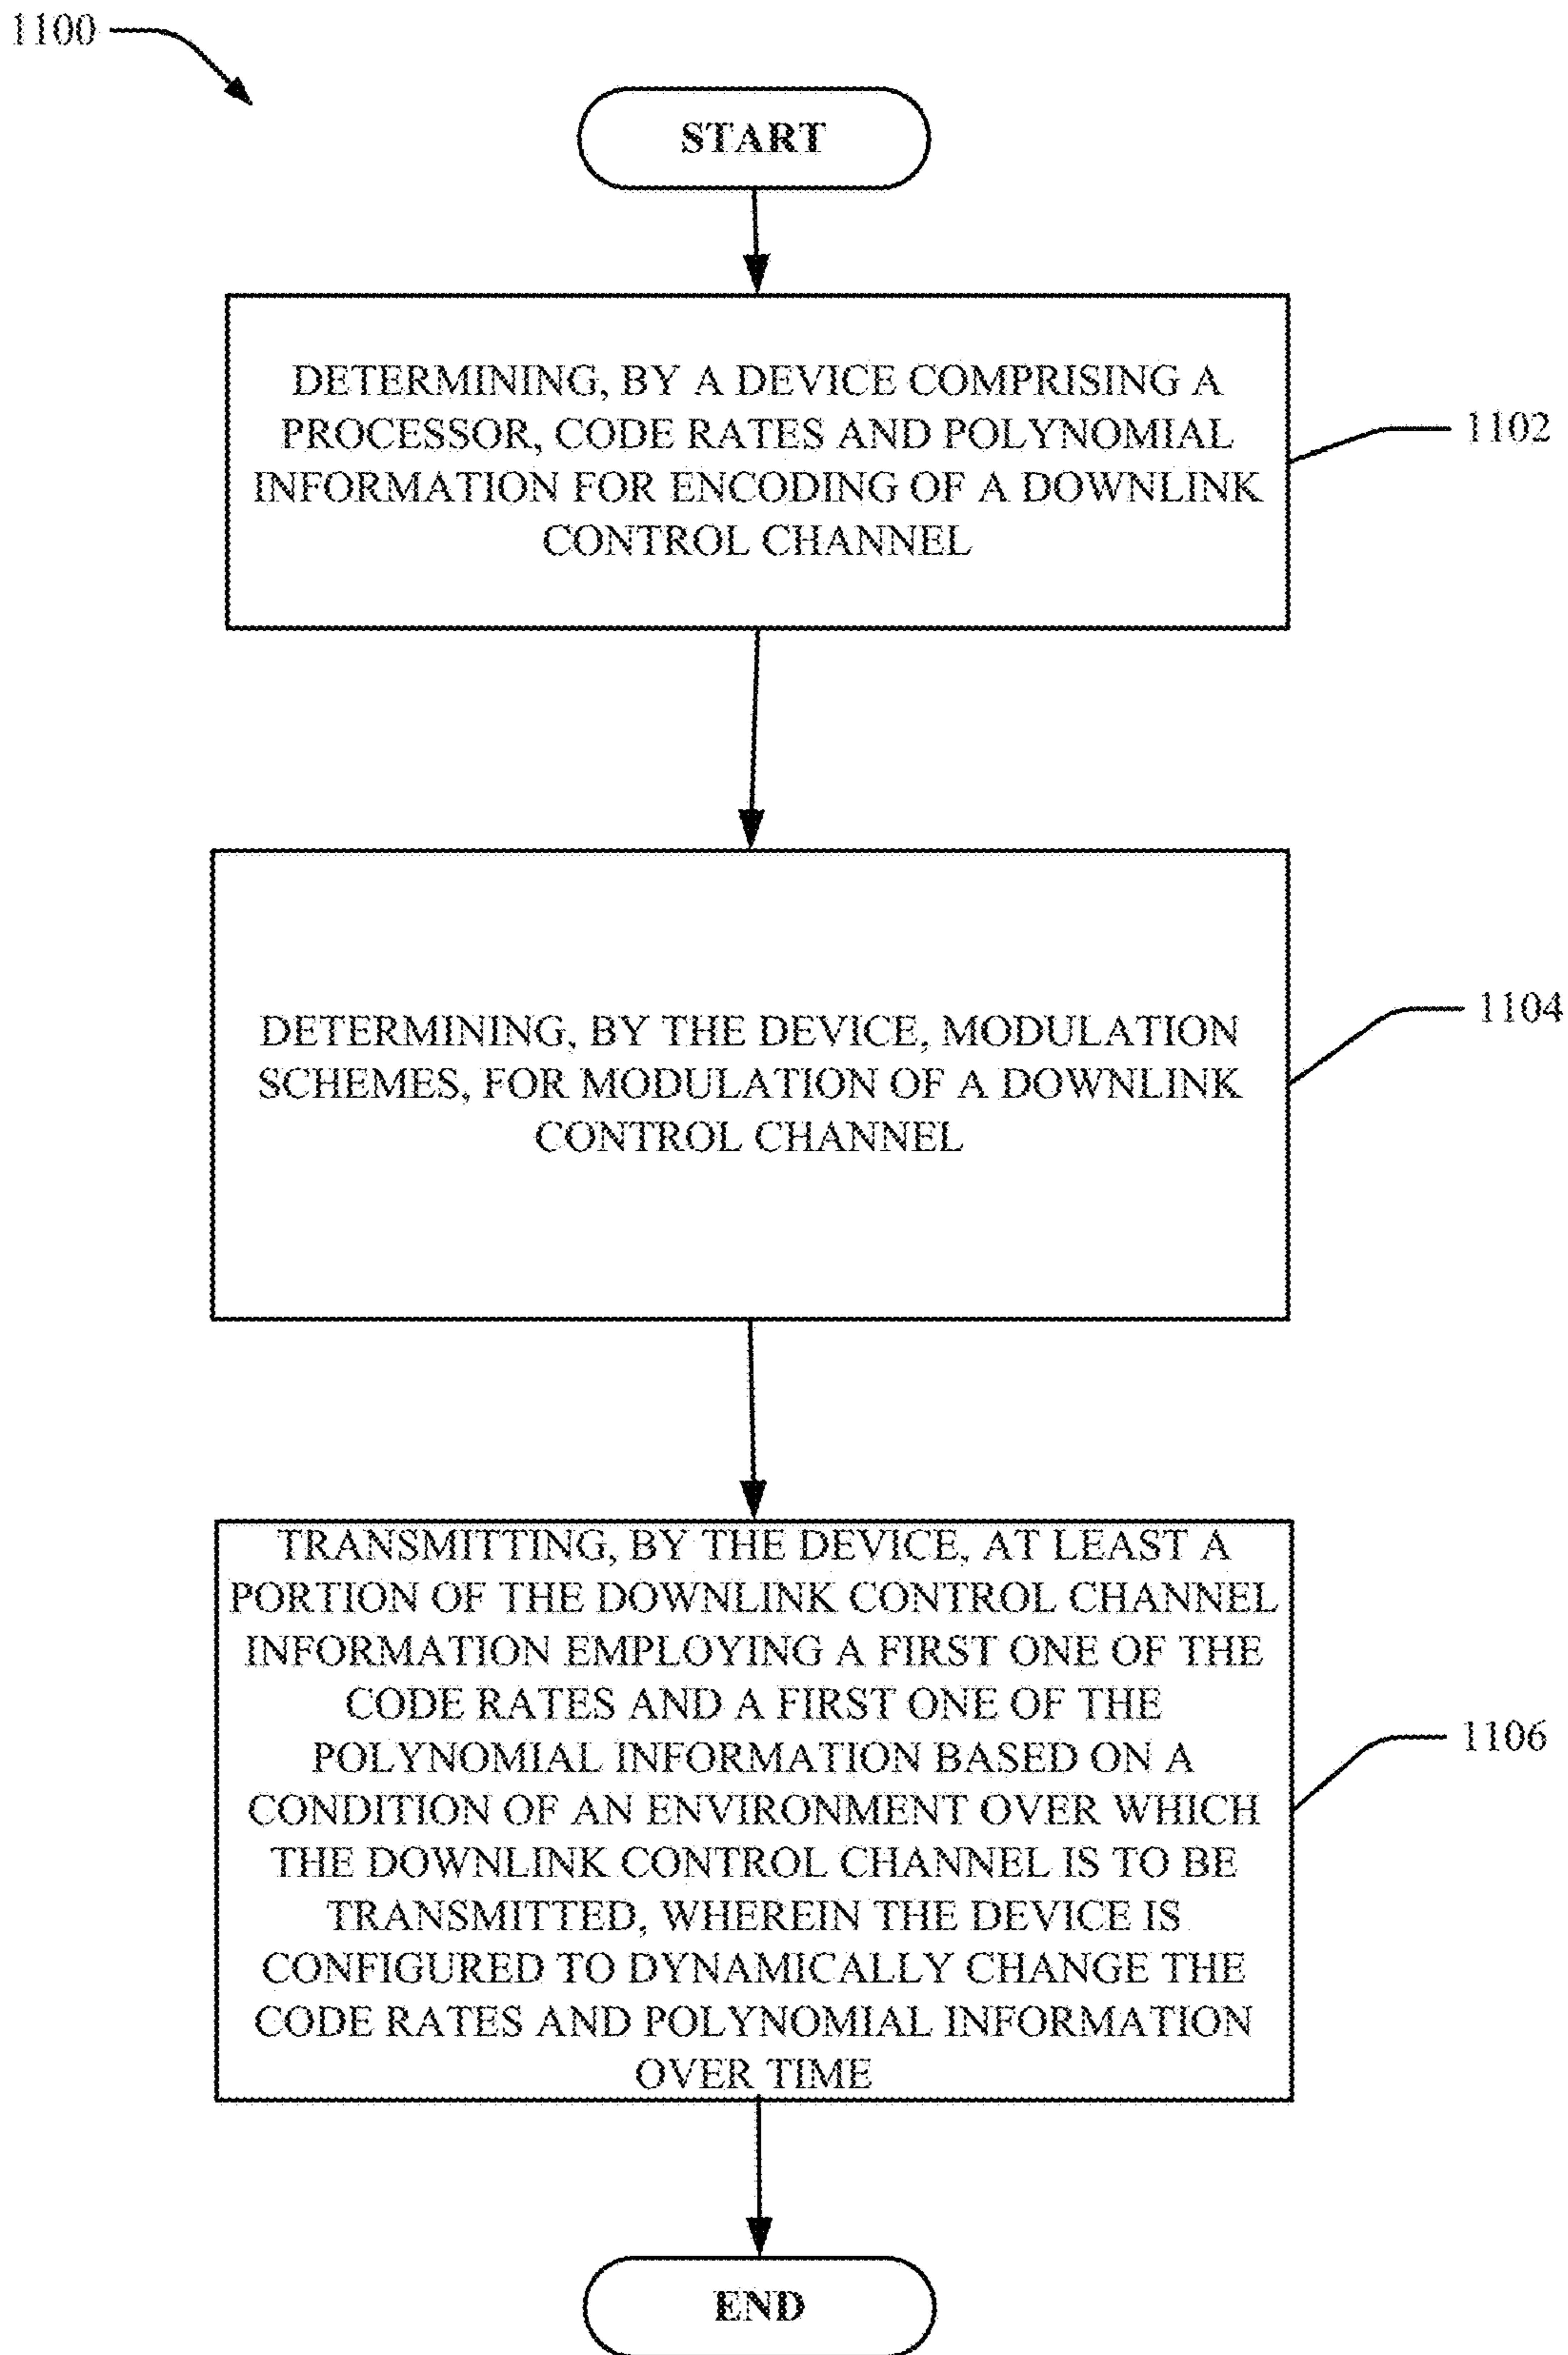 1100
START
DETERMINING, BY A DEVICE COMPRISING A
PROCESSOR, CODE RATES AND POLYNOMIAL
INFORMATION FOR ENCODING OF A DOWNLINK
CONTROL CHANNEL
1102
DETERMINING, BY THE DEVICE, MODULATION
SCHEMES, FOR MODULATION OF A DOWNLINK
CONTROL CHANNEL
1104
TRANSMITTING, BY THE DEVICE, AT LEAST A
PORTION OF THE DOWNLINK CONTROL CHANNEL
INFORMATION EMPLOYING A FIRST ONE OF THE
CODE RATES AND A FIRST ONE OF THE
POLYNOMIAL INFORMATION BASED ON A
CONDITION OF AN ENVIRONMENT OVER WHICH
THE DOWNLINK CONTROL CHANNEL IS TO BE
TRANSMITTED, WHEREIN THE DEVICE IS
CONFIGURED TO DYNAMICALLY CHANGE THE
CODE RATES AND POLYNOMIAL INFORMATION
OVER TIME
1106
END